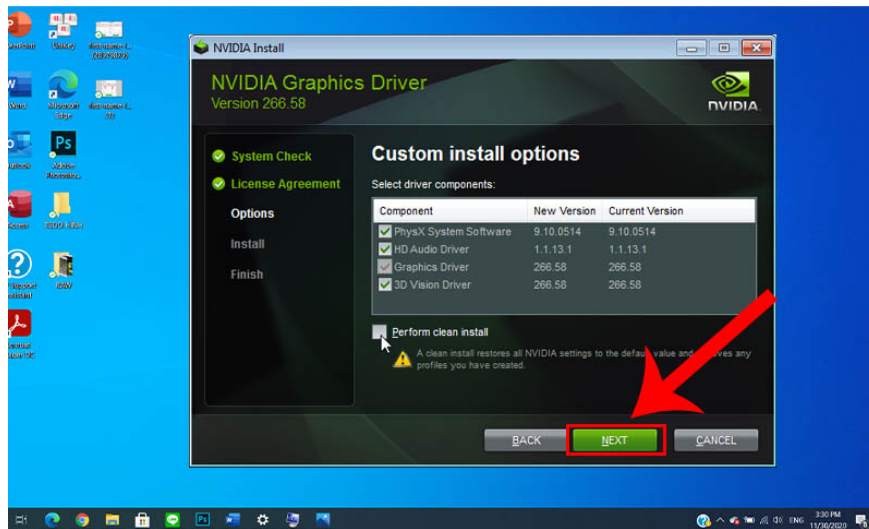 NVIDIA Install
NVIDIA Graphics Driver
Version 266.58
NVIDIA.
System Check
License Agreement
Options
Install
Finish
Custom install options
Select driver components:
Component New Version Current Version
PhysX System Software 9.10.0514 9.10.0514
HD Audio Driver 1.1.13.1 1.1.13.1
Graphics Driver 266.58 266.58
3D Vision Driver 266.58 266.58
Perform clean install
A clean install restores all NVIDIA settings to the default value and any
profiles you have created.
BACK NEXT CANCEL
UniKey
Microsoft
Edge
Adobe
Ps
Ps
ENG
3:30 PM
11/30/2020